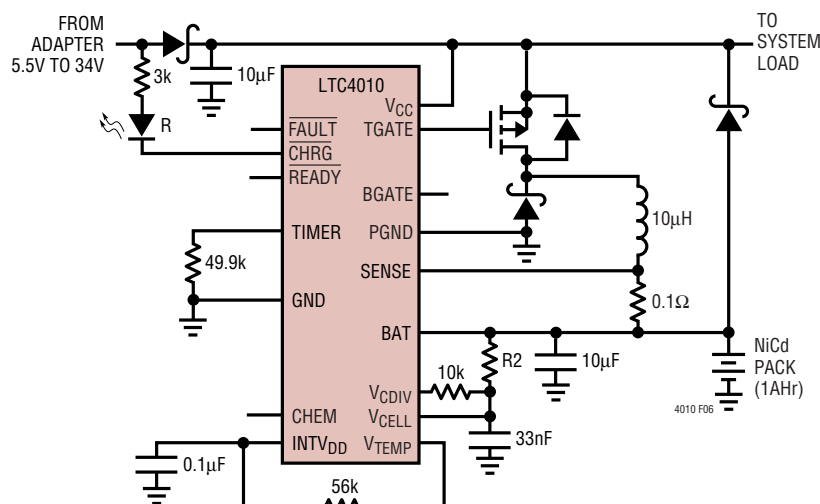 FROM
ADAPTER
5.5V TO 34V
TO
SYSTEM
LOAD
3k
10µF
R
LTC4010
VCC
FAULT
TGATE
CHRG
READY
BGATE
TIMER
PGND
10µH
49.9k
SENSE
GND
0.1Ω
BAT
R2
10µF
NiCd
PACK
(1AHr)
10k
VCDIV
4010 F06
CHEM
VCELL
33nF
INTVDD
VTEMP
0.1µF
56k